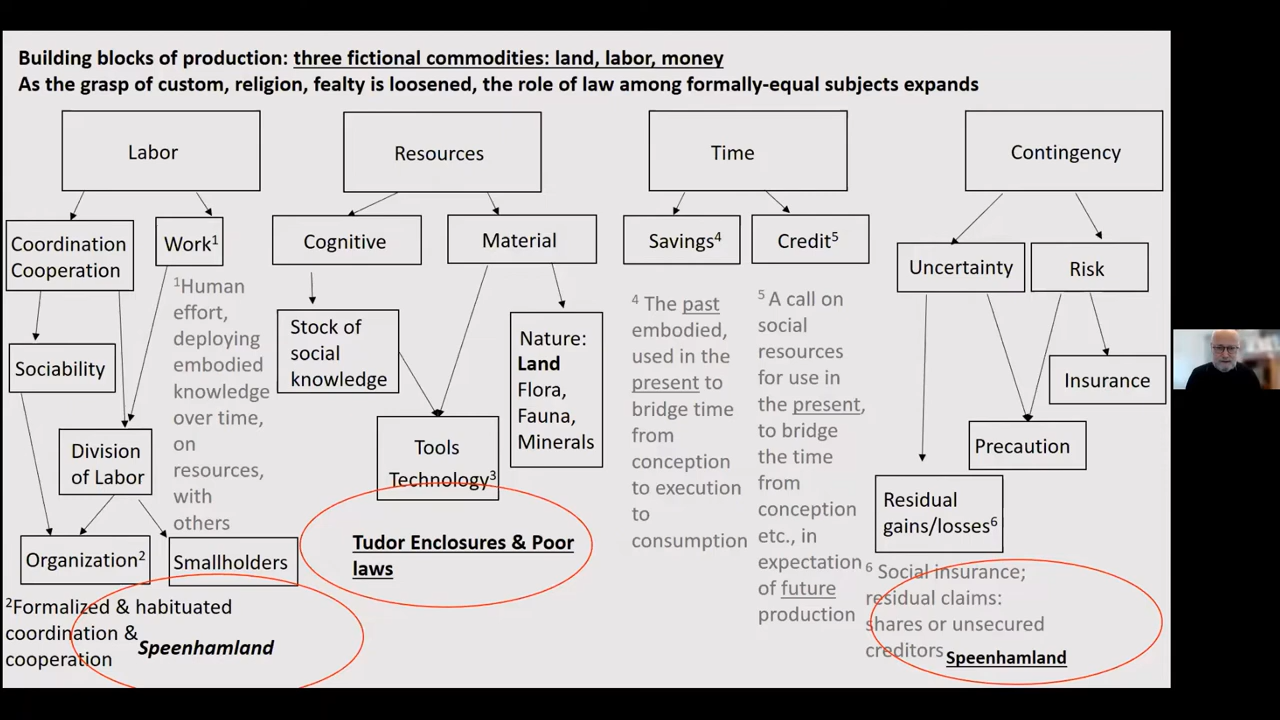 Building blocks of production: three fictional commodities: land, labor, money
As the grasp of custom, religion, fealty is loosened, the role of law among formally-equal subjects expands
Labor
Coordination
Cooperation
Work¹
¹Human
effort,
deploying
embodied
knowledge
over time,
on
resources,
with
others
Sociability
Division
of Labor
Organization²
Smallholders
²Formalized & habituated
coordination &
cooperation
Speenhamland
Resources
Cognitive
Material
Stock of
social
knowledge
Nature:
Land
Flora,
Fauna,
Minerals
Tools
Technology³
Tudor Enclosures & Poor
laws
Time
Savings⁴
Credit⁵
⁴ The past
embodied,
used in the
present to
bridge time
from
conception
to execution
to
consumption
⁵ A call on
social
resources
for use in
the present,
to bridge
the time
from
conception
etc., in
expectation
of future
production
Contingency
Uncertainty
Risk
Insurance
Precaution
Residual
gains/losses⁶
⁶ Social insurance;
residual claims:
shares or unsecured
creditors
Speenhamland